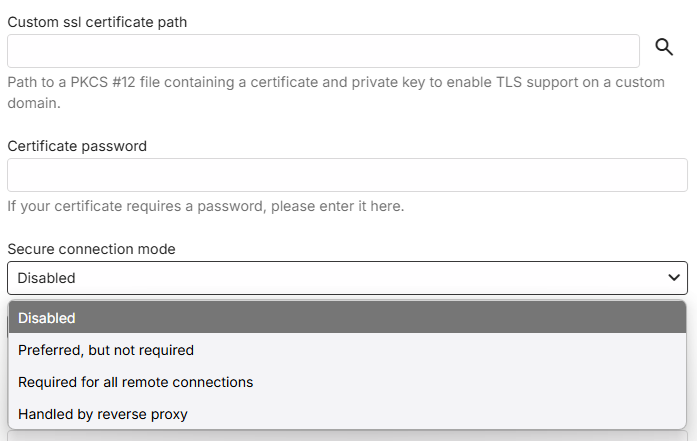 Custom ssl certificate path
Path to a PKCS #12 file containing a certificate and private key to enable TLS support on a custom
domain.
Certificate password
If your certificate requires a password, please enter it here.
Secure connection mode
Disabled
Disabled
Preferred, but not required
Required for all remote connections
Handled by reverse proxy